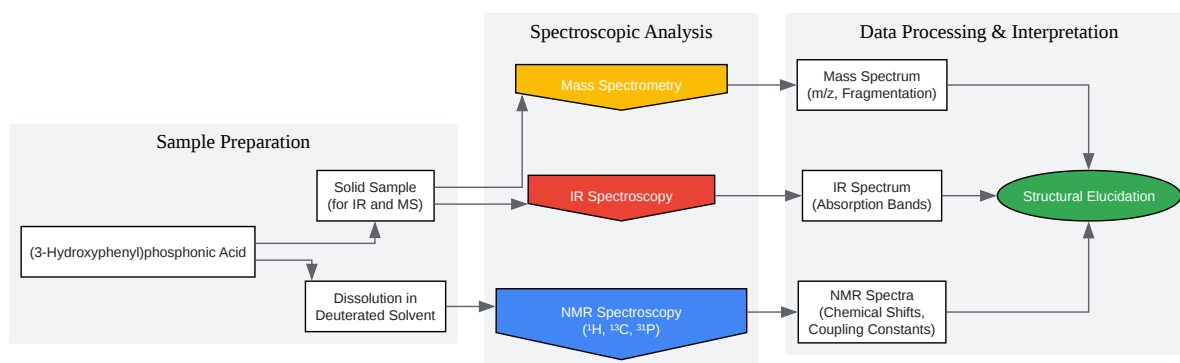 Sample Preparation
(3-Hydroxyphenyl)phosphonic Acid
Solid Sample
(for IR and MS)
Dissolution in
Deuterated Solvent
Spectroscopic Analysis
Mass Spectrometry
IR Spectroscopy
NMR Spectroscopy
(¹H, ¹³C, ³¹P)
Data Processing & Interpretation
Mass Spectrum
(m/z, Fragmentation)
IR Spectrum
(Absorption Bands)
NMR Spectra
(Chemical Shifts,
Coupling Constants)
Structural Elucidation